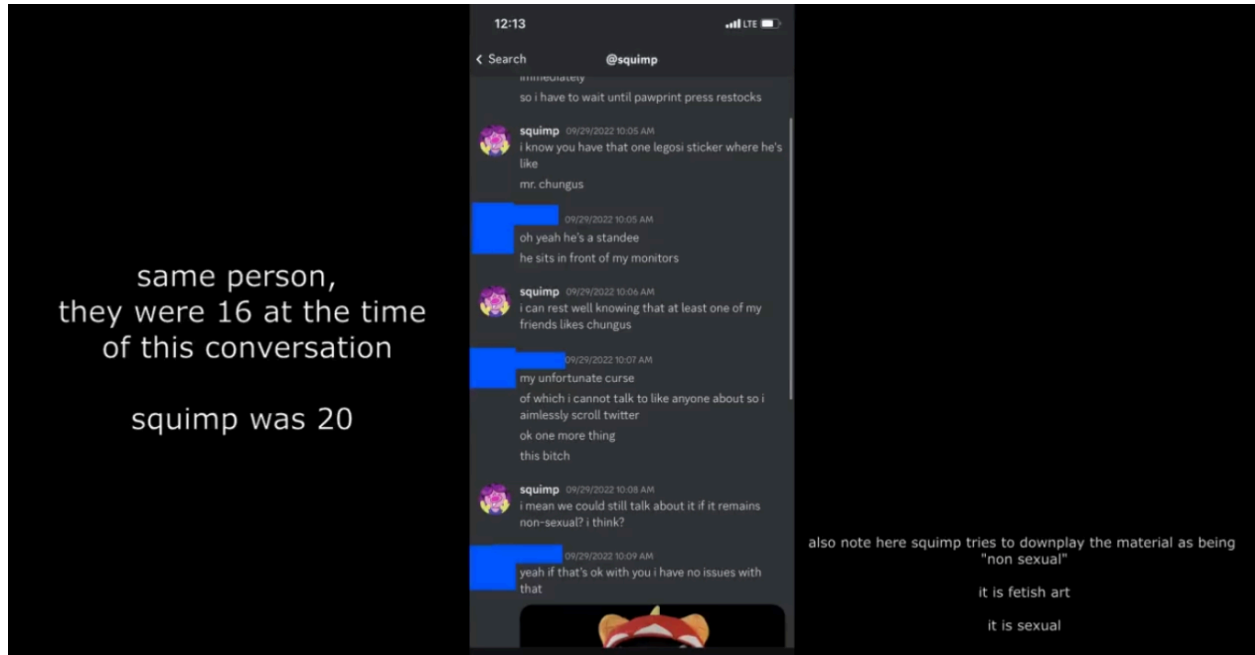 same person,
they were 16 at the time
of this conversation
squimp was 20
12:13
LTE
< Search
@squimp
immediately
so i have to wait until pawprint press restocks
squimp 09/29/2022 10:05 AM
i know you have that one legosi sticker where he's
like
mr. chungus
09/29/2022 10:05 AM
oh yeah he's a standee
he sits in front of my monitors
squimp 09/29/2022 10:06 AM
i can rest well knowing that at least one of my
friends likes chungus
09/29/2022 10:07 AM
my unfortunate curse
of which i cannot talk to like anyone about so i
aimlessly scroll twitter
ok one more thing
this bitch
squimp 09/29/2022 10:08 AM
i mean we could still talk about it if it remains
non-sexual? i think?
09/29/2022 10:09 AM
yeah if that's ok with you i have no issues with
that
also note here squimp tries to downplay the material as being
"non sexual"
it is fetish art
it is sexual